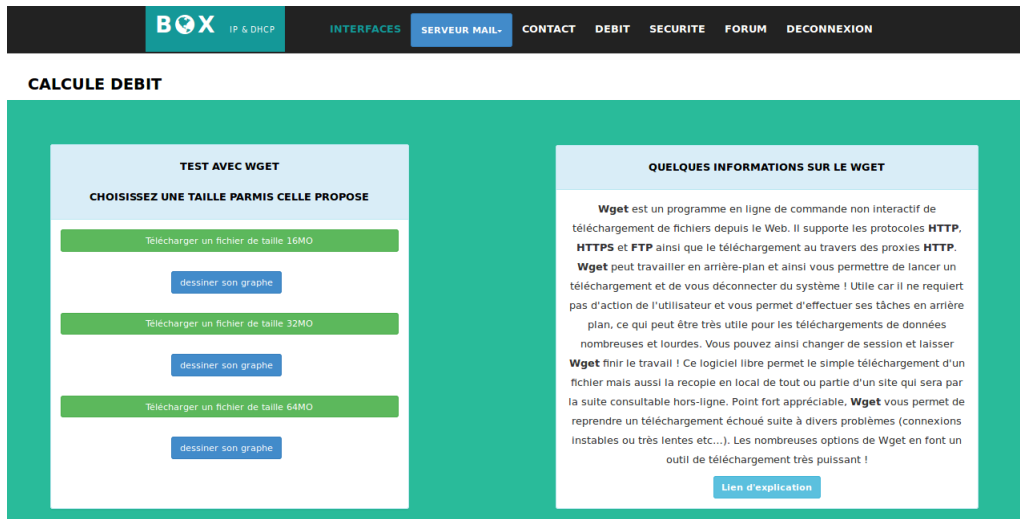 BOX IP & DHCP INTERFACES SERVEUR MAIL CONTACT DEBIT SECURITE FORUM DECONNEXION
CALCULE DEBIT
TEST AVEC WGET
CHOISISSEZ UNE TAILLE PARMIS CELLE PROPOSE
Télécharger un fichier de taille 16MO
dessiner son graphe
Télécharger un fichier de taille 32MO
dessiner son graphe
Télécharger un fichier de taille 64MO
dessiner son graphe
QUELQUES INFORMATIONS SUR LE WGET
Wget est un programme en ligne de commande non interactif de
téléchargement de fichiers depuis le Web. Il supporte les protocoles HTTP,
HTTPS et FTP ainsi que le téléchargement au travers des proxies HTTP.
Wget peut travailler en arrière-plan et ainsi vous permettre de lancer un
téléchargement et de vous déconnecter du système ! Utile car il ne requiert
pas d'action de l'utilisateur et vous permet d'effectuer ses tâches en arrière
plan, ce qui peut être très utile pour les téléchargements de données
nombreuses et lourdes. Vous pouvez ainsi changer de session et laisser
Wget finir le travail ! Ce logiciel libre permet le simple téléchargement d'un
fichier mais aussi la recopie en local de tout ou partie d'un site qui sera par
la suite consultable hors-ligne. Point fort appréciable, Wget vous permet de
reprendre un téléchargement échoué suite à divers problèmes (connexions
instables ou très lentes etc...). Les nombreuses options de Wget en font un
outil de téléchargement très puissant !
Lien d'explication